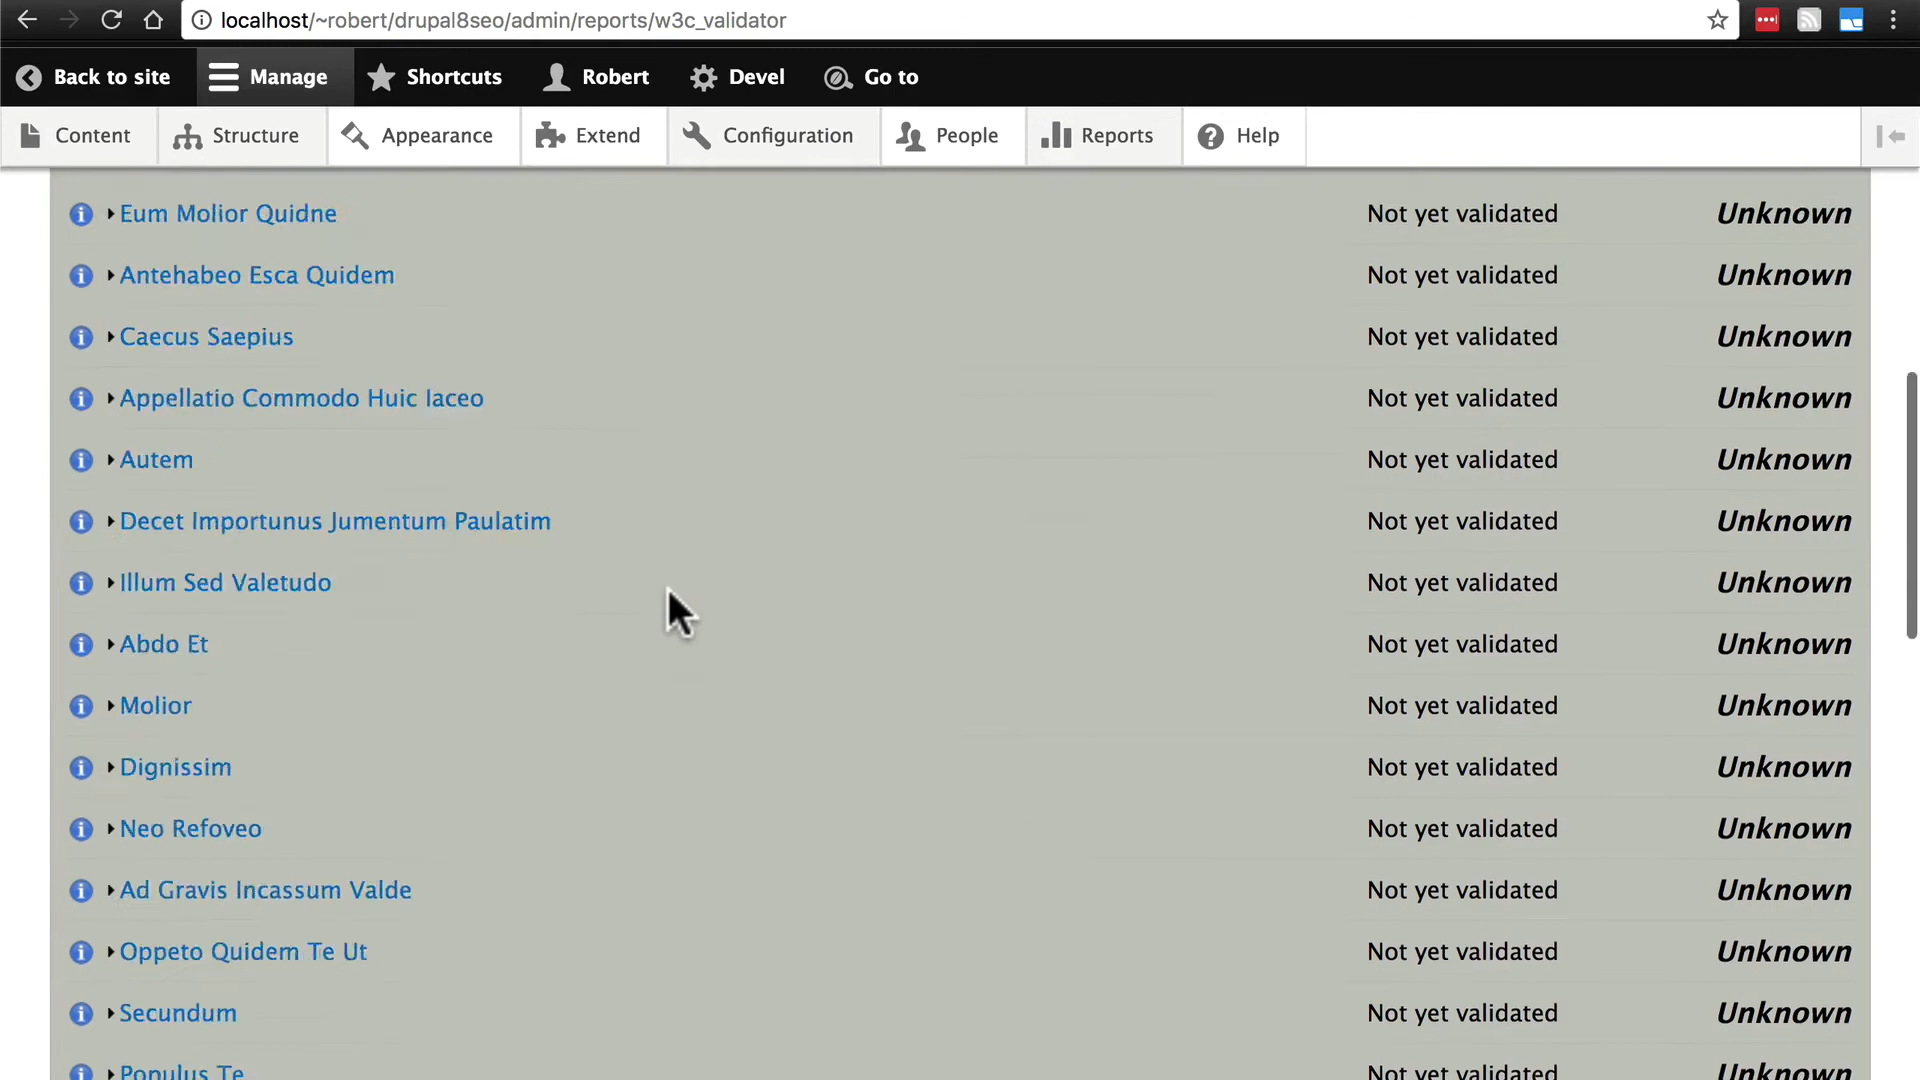 localhost/~robert/drupal8seo/admin/reports/w3c_validator
Back to site Manage Shortcuts Robert Devel Go to
Content Structure Appearance Extend Configuration People Reports Help
Eum Molior Quidne Not yet validated Unknown
Antehabeo Esca Quidem Not yet validated Unknown
Caecus Saepius Not yet validated Unknown
Appellatio Commodo Huic Iaceo Not yet validated Unknown
Autem Not yet validated Unknown
Decet Importunus Jumentum Paulatim Not yet validated Unknown
Illum Sed Valetudo Not yet validated Unknown
Abdo Et Not yet validated Unknown
Molior Not yet validated Unknown
Dignissim Not yet validated Unknown
Neo Refoveo Not yet validated Unknown
Ad Gravis Incassum Valde Not yet validated Unknown
Oppeto Quidem Te Ut Not yet validated Unknown
Secundum Not yet validated Unknown
Populus Te Not yet validated Unknown